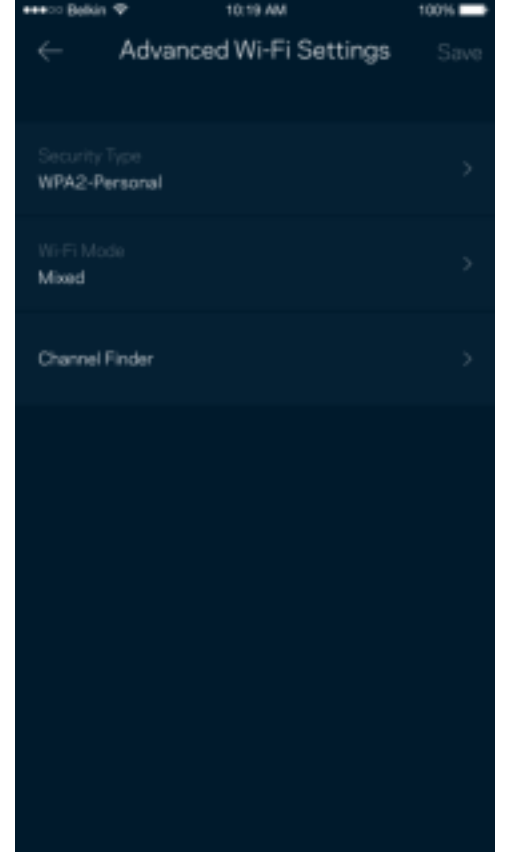 Belkin 10:19 AM 100%
Advanced Wi-Fi Settings Save
Security Type
WPA2-Personal
Wi-Fi Mode
Mixed
Channel Finder